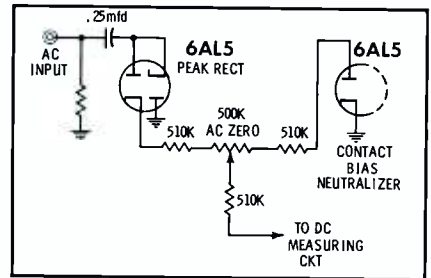 .25mfd
AC
INPUT
6AL5
PEAK RECT
6AL5
500K
AC ZERO
510K
510K
CONTACT
BIAS
NEUTRALIZER
510K
TO DC
MEASURING
CKT